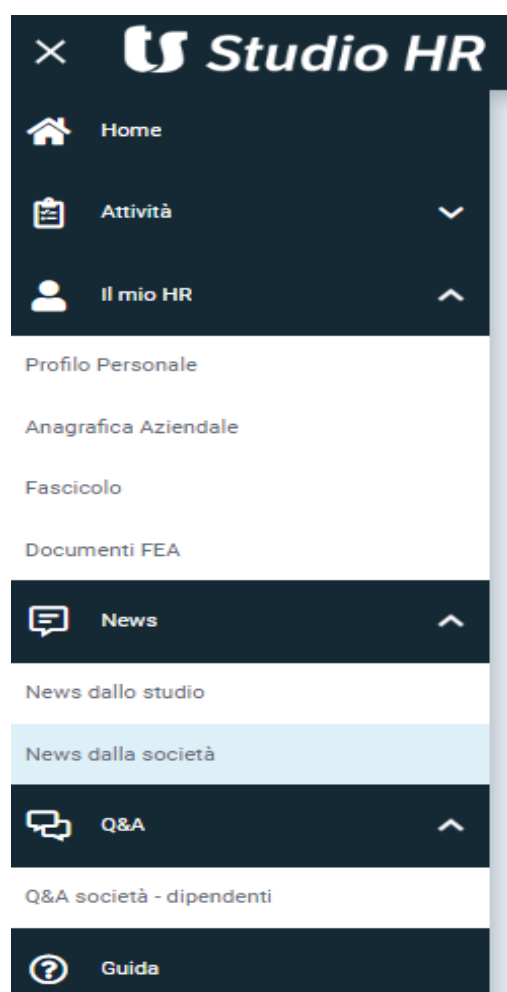 ts Studio HR
Home
Attività
Il mio HR
Profilo Personale
Anagrafica Aziendale
Fascicolo
Documenti FEA
News
News dallo studio
News dalla società
Q&A
Q&A società - dipendenti
Guida